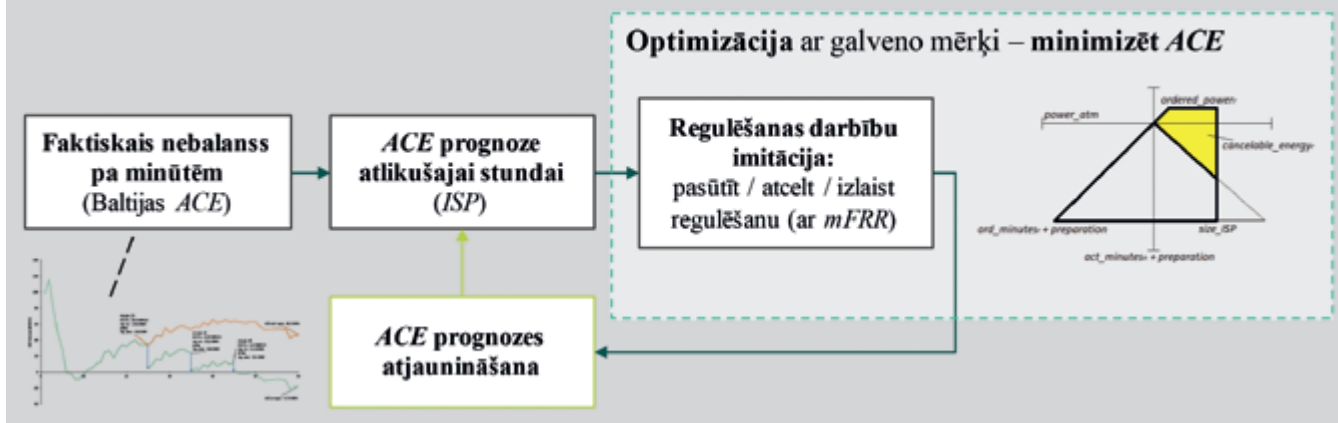 Optimizācija ar galveno mērķi – minimizēt ACE
Faktiskais nebalanss
pa minūtēm
(Baltijas ACE)
ACE prognoze
atlikušajai stundai
(ISP)
Regulēšanas darbību
imitācija:
pasūtīt / atcelt / izlaist
regulēšanu (ar mFRR)
ordered_power
power_atm
cancelable_energy
ord_minutes + preparation
size_ISP
act_minutes + preparation
ACE prognozes
atjaunināšana